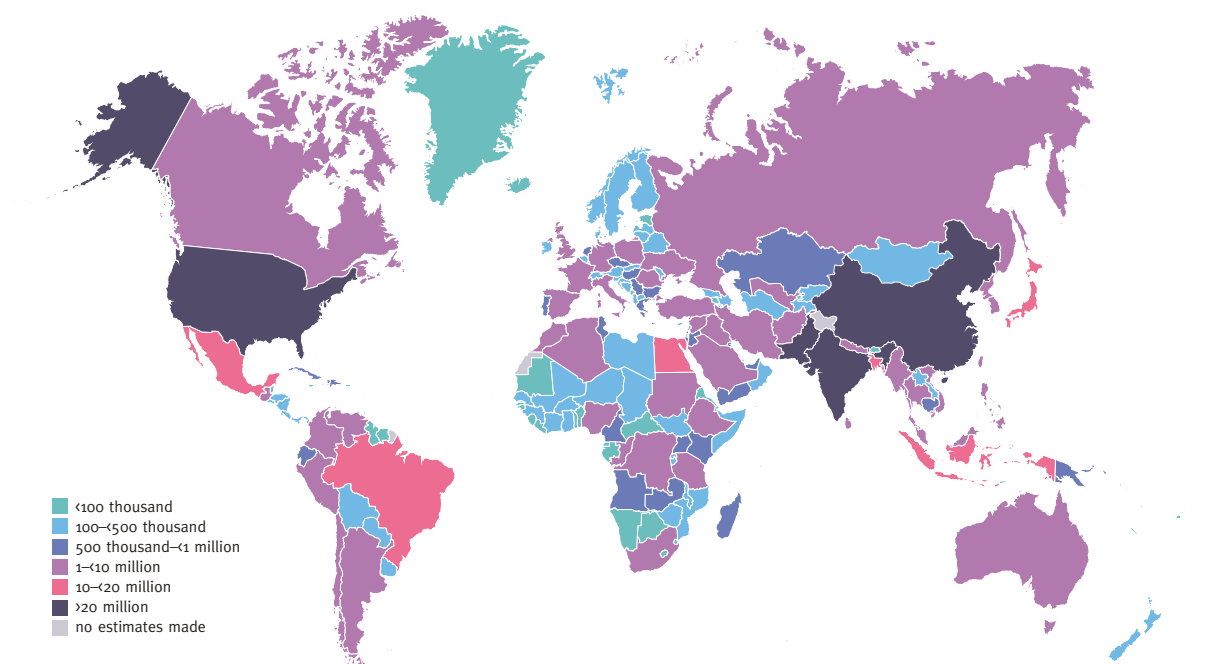 <100 thousand
100–<500 thousand
500 thousand–<1 million
1–<10 million
10–<20 million
>20 million
no estimates made